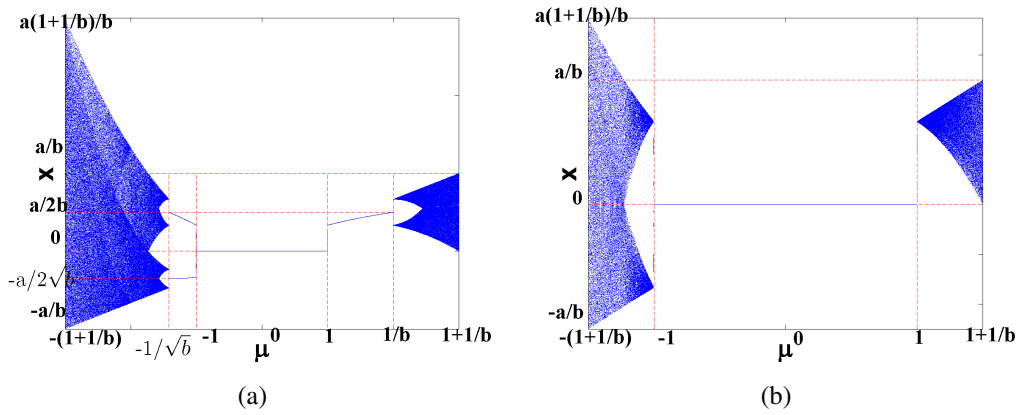 a(1+1/b)/b
a/b
x
a/2b
0
-a/2√b
-a/b
-(1+1/b)
-1/√b
-1
0
1
1/b
1+1/b
μ
(a)
a(1+1/b)/b
a/b
x
0
-a/b
-(1+1/b)
-1
0
1
1+1/b
μ
(b)